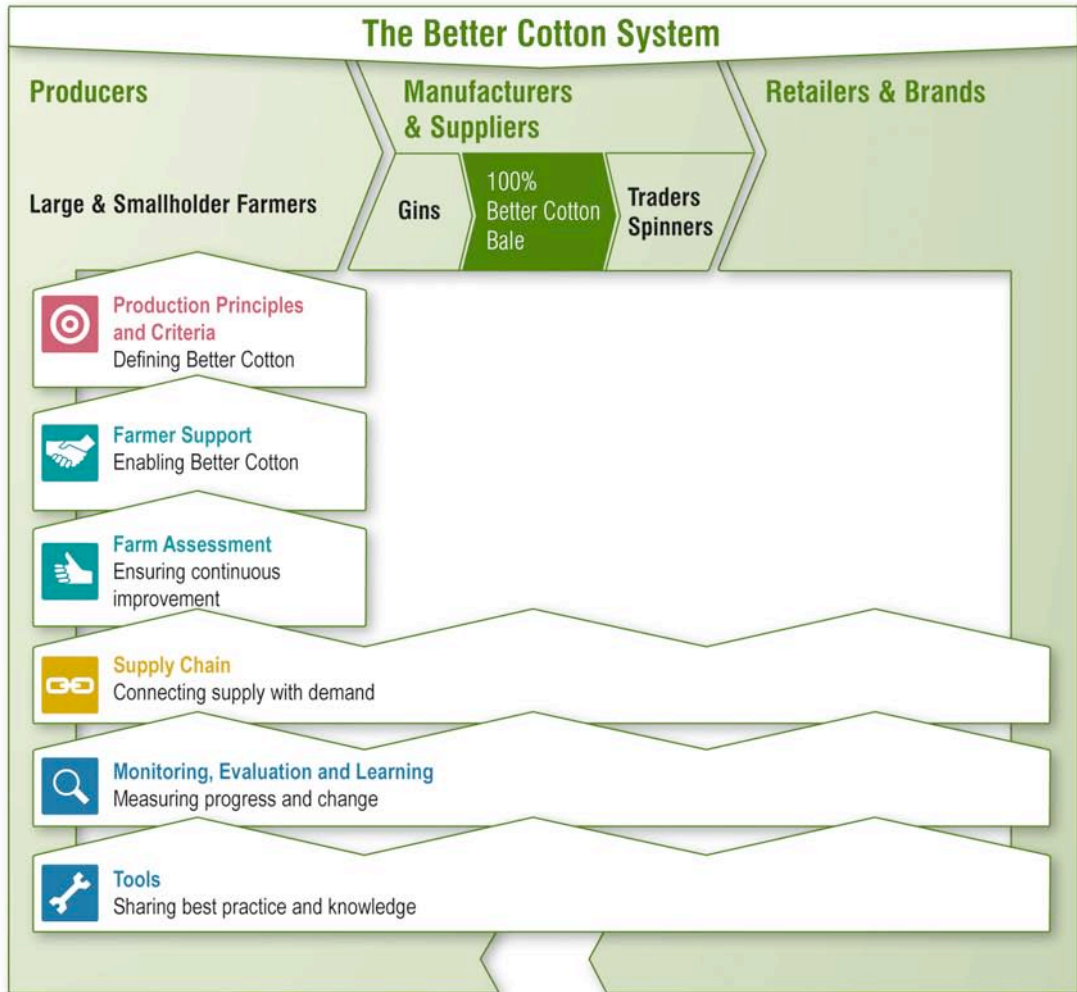 The Better Cotton System
Producers
Manufacturers
& Suppliers
Retailers & Brands
Large & Smallholder Farmers
Gins
100%
Better Cotton
Bale
Traders
Spinners
Production Principles
and Criteria
Defining Better Cotton
Farmer Support
Enabling Better Cotton
Farm Assessment
Ensuring continuous
improvement
Supply Chain
Connecting supply with demand
Monitoring, Evaluation and Learning
Measuring progress and change
Tools
Sharing best practice and knowledge